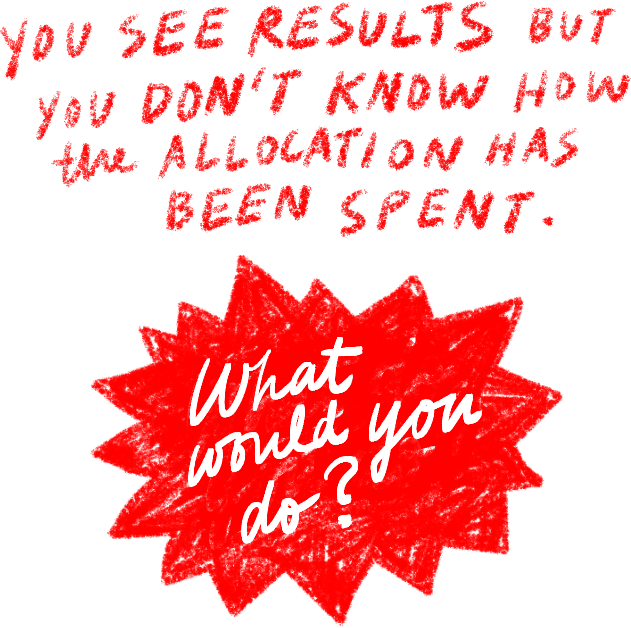 YOU SEE RESULTS BUT
YOU DON'T KNOW HOW
the ALLOCATION HAS
BEEN SPENT.
What
would you
do?